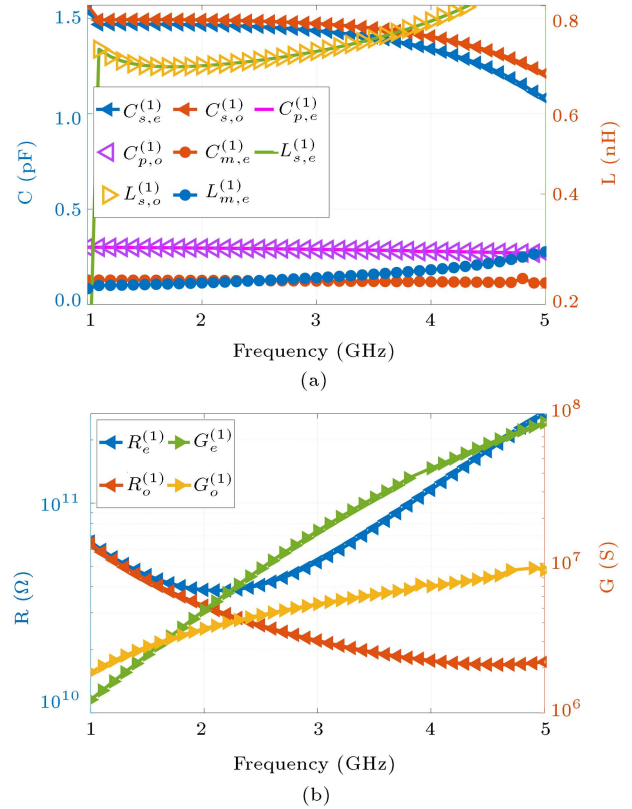 1.5
1.0
0.5
0.0
C (pF)
0.8
0.6
0.4
0.2
L (nH)
C_{s,e}^{(1)} C_{s,o}^{(1)} C_{p,e}^{(1)}
C_{p,o}^{(1)} C_{m,e}^{(1)} L_{s,e}^{(1)}
L_{s,o}^{(1)} L_{m,e}^{(1)}
1 2 3 4 5
Frequency (GHz)
(a)
10^{11}
10^{10}
R (Ω)
10^8
10^7
10^6
G (S)
R_e^{(1)} G_e^{(1)}
R_o^{(1)} G_o^{(1)}
1 2 3 4 5
Frequency (GHz)
(b)